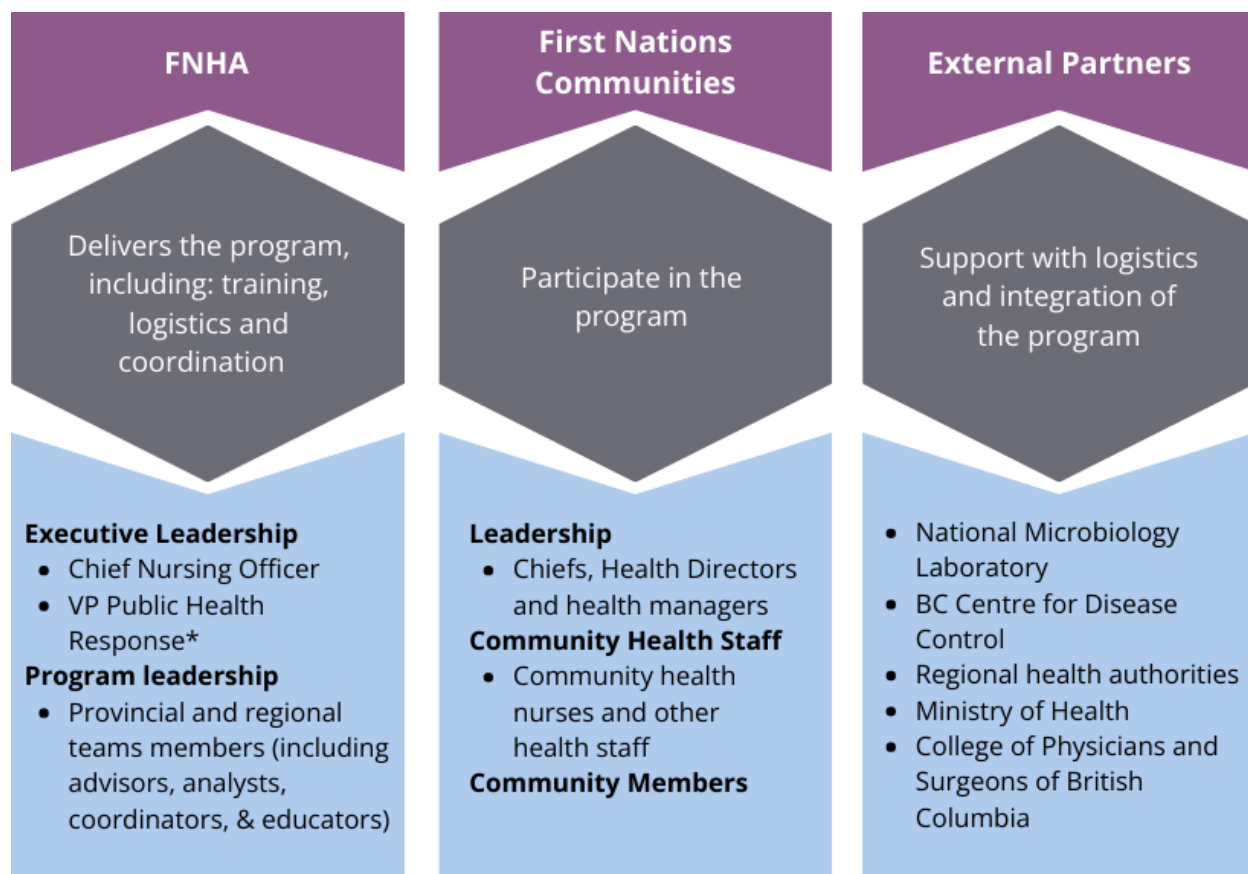 FNHA
Delivers the program,
including: training,
logistics and
coordination
Executive Leadership
• Chief Nursing Officer
• VP Public Health
Response*
Program leadership
• Provincial and regional
teams members (including
advisors, analysts,
coordinators, & educators)
First Nations
Communities
Participate in the
program
Leadership
• Chiefs, Health Directors
and health managers
Community Health Staff
• Community health
nurses and other
health staff
Community Members
External Partners
Support with logistics
and integration of
the program
• National Microbiology
Laboratory
• BC Centre for Disease
Control
• Regional health authorities
• Ministry of Health
• College of Physicians and
Surgeons of British
Columbia